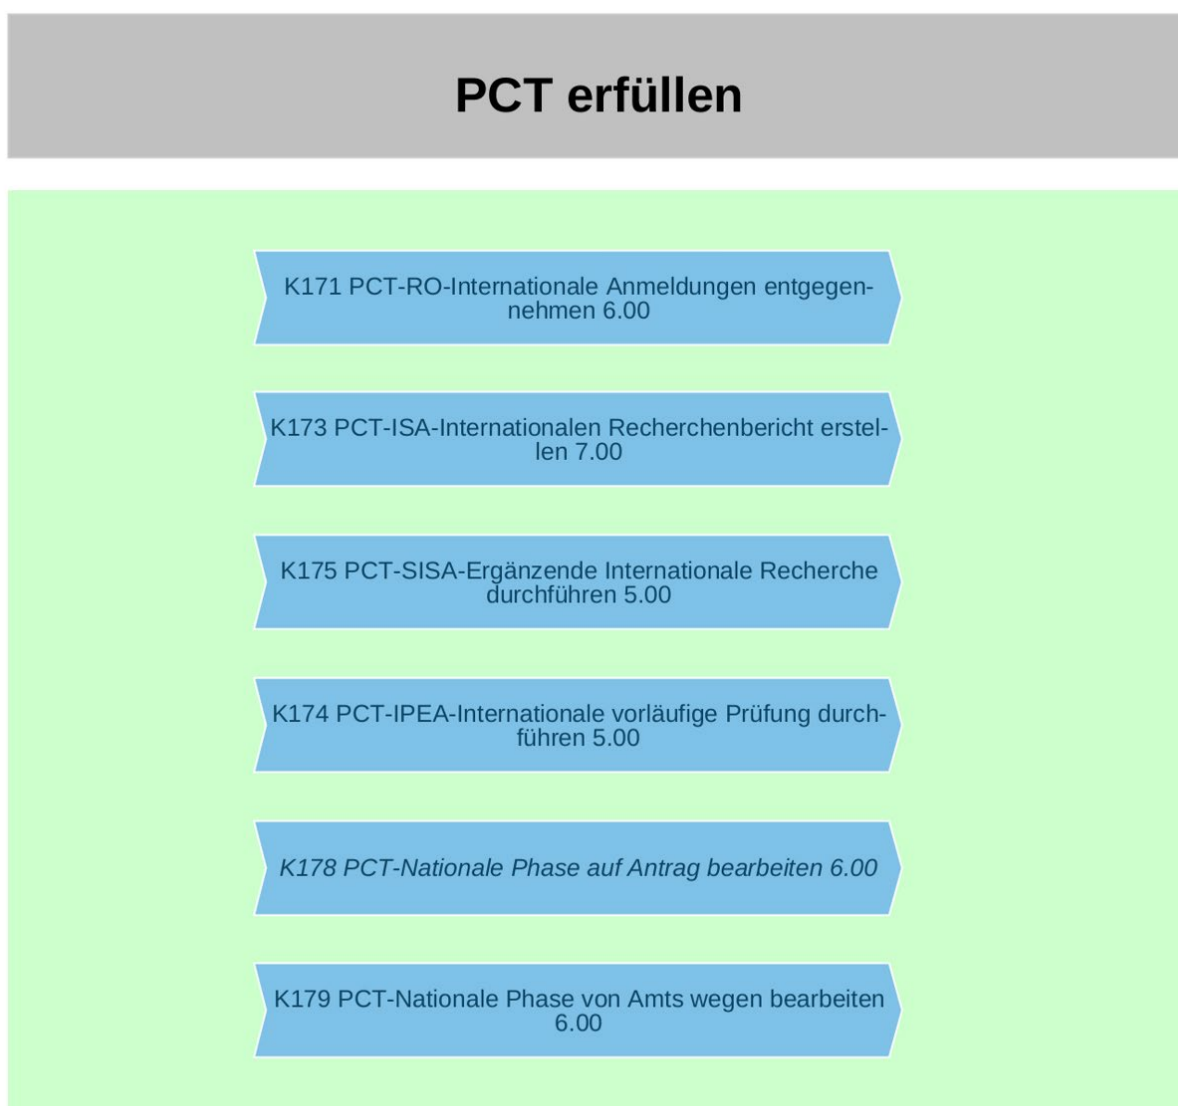 PCT erfüllen
K171 PCT-RO-Internationale Anmeldungen entgegen-
nehmen 6.00
K173 PCT-ISA-Internationalen Recherchenbericht erstel-
len 7.00
K175 PCT-SISA-Ergänzende Internationale Recherche
durchführen 5.00
K174 PCT-IPEA-Internationale vorläufige Prüfung durch-
führen 5.00
K178 PCT-Nationale Phase auf Antrag bearbeiten 6.00
K179 PCT-Nationale Phase von Amts wegen bearbeiten
6.00